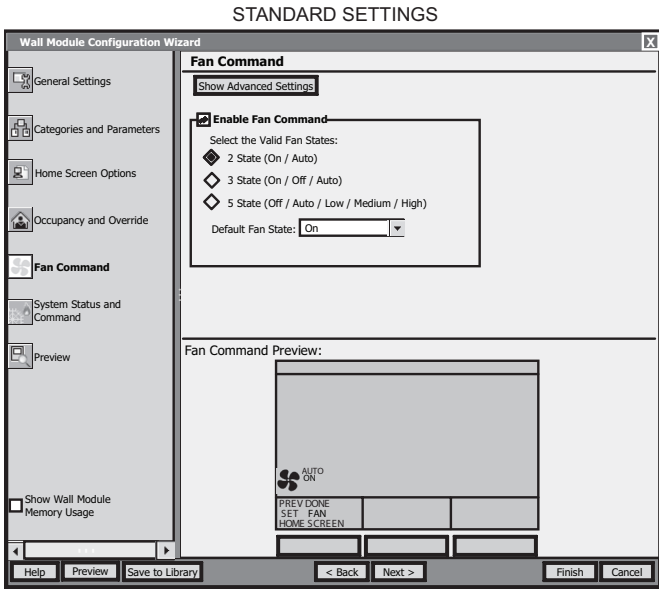 STANDARD SETTINGS
Wall Module Configuration Wizard
X
General Settings
Categories and Parameters
Home Screen Options
Occupancy and Override
Fan Command
System Status and
Command
Preview
Show Wall Module
Memory Usage
Fan Command
Show Advanced Settings
Enable Fan Command
Select the Valid Fan States:
2 State (On / Auto)
3 State (On / Off / Auto)
5 State (Off / Auto / Low / Medium / High)
Default Fan State: On
Fan Command Preview:
AUTO
ON
PREV DONE
SET FAN
HOME SCREEN
Help Preview Save to Library < Back Next > Finish Cancel